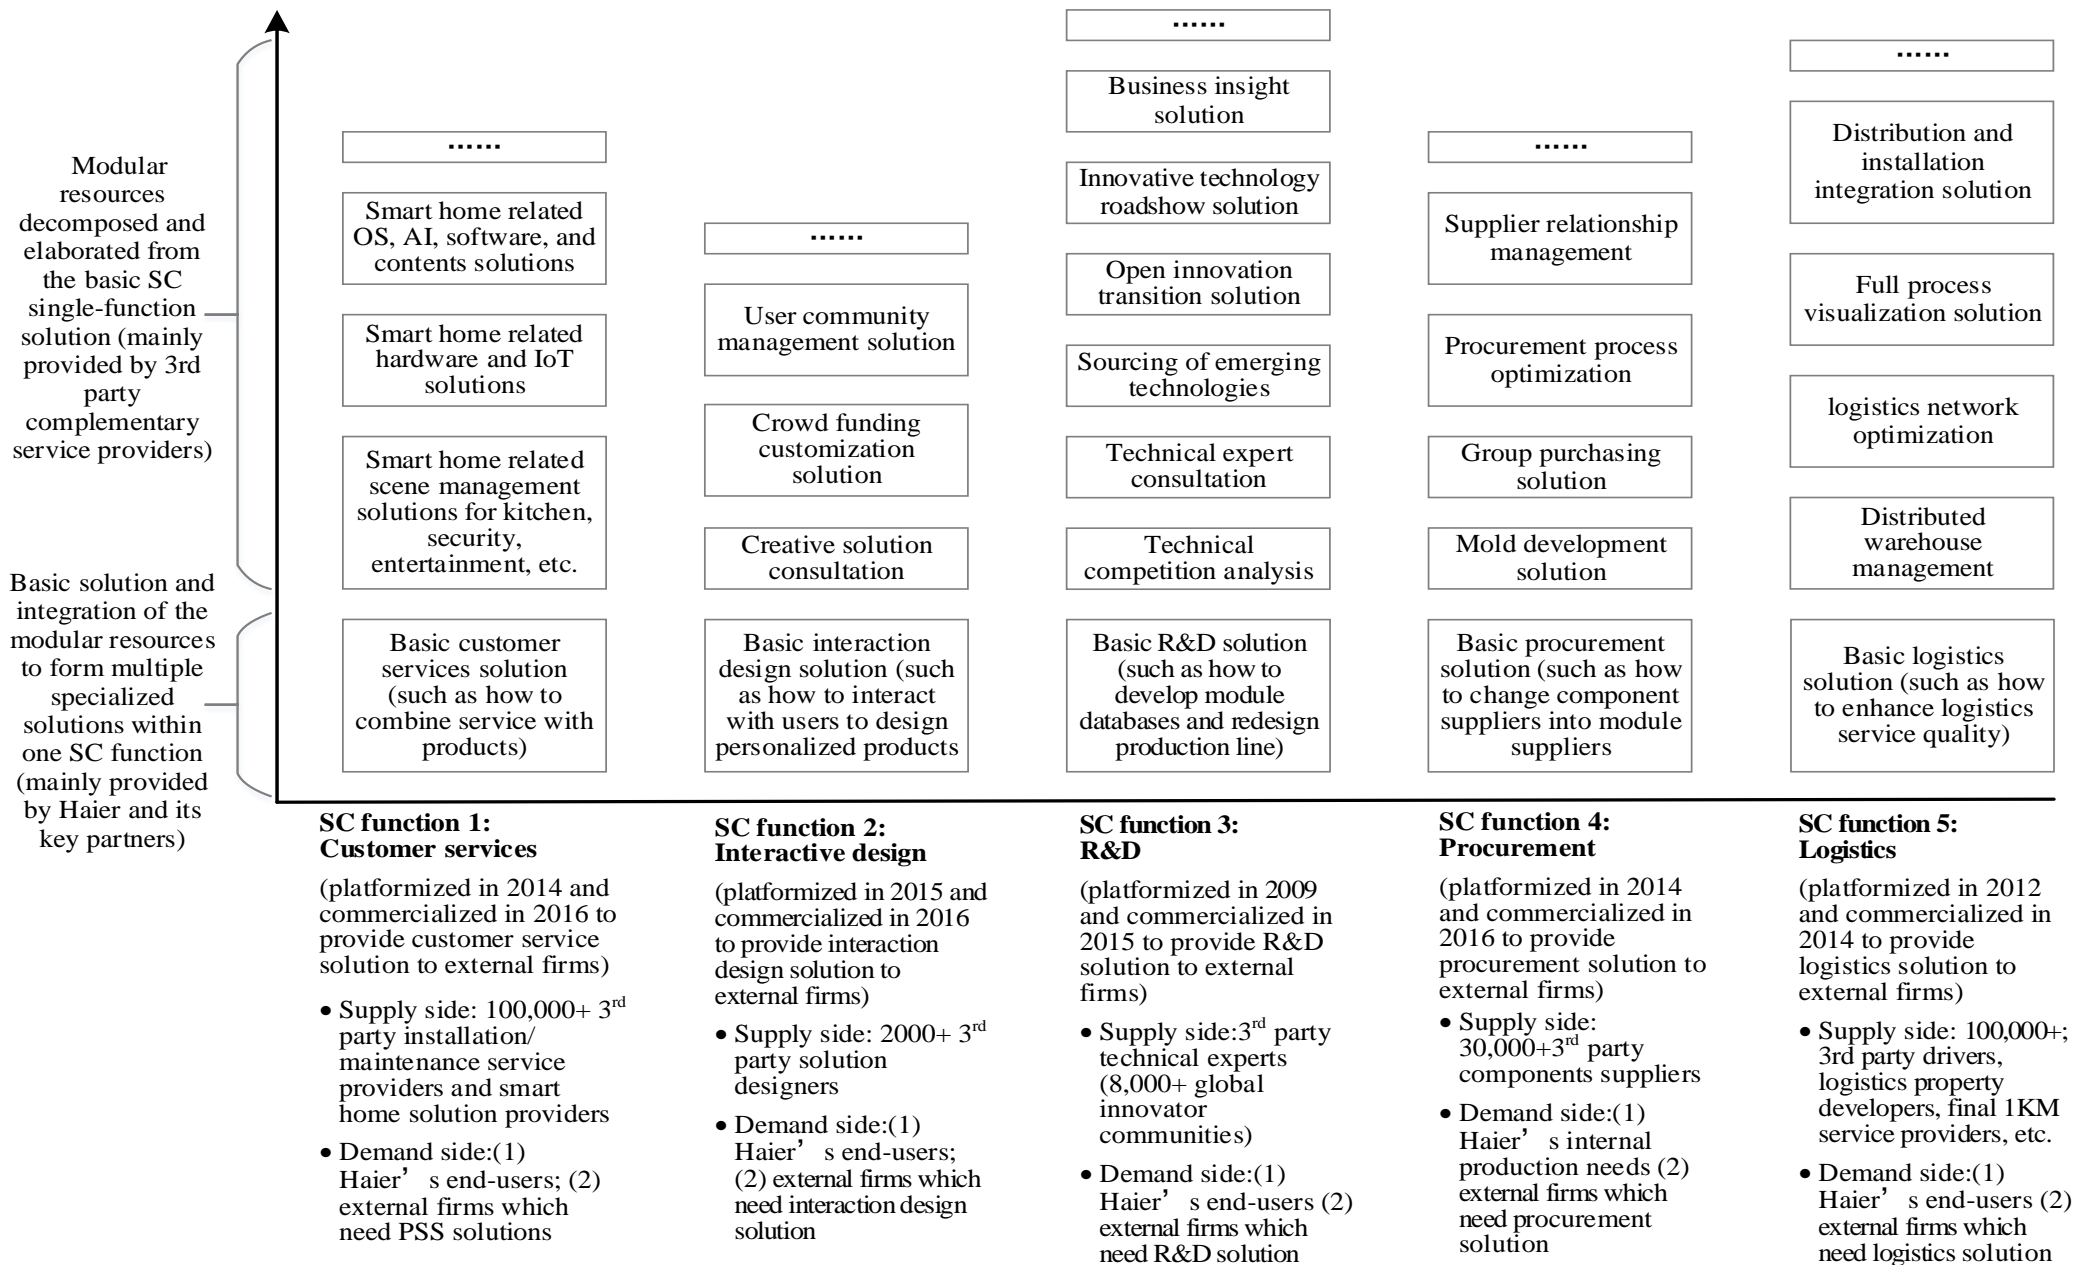 Modular
resources
decomposed and
elaborated from
the basic SC
single-function
solution (mainly
provided by 3rd
party
complementary
service providers)
Basic solution and
integration of the
modular resources
to form multiple
specialized
solutions within
one SC function
(mainly provided
by Haier and its
key partners)
......
Smart home related
OS, AI, software, and
contents solutions
Smart home related
hardware and IoT
solutions
Smart home related
scene management
solutions for kitchen,
security,
entertainment, etc.
Basic customer
services solution
(such as how to
combine service with
products)
......
User community
management solution
Crowd funding
customization
solution
Creative solution
consultation
Basic interaction
design solution (such
as how to interact
with users to design
personalized products
......
Business insight
solution
Innovative technology
roadshow solution
Open innovation
transition solution
Sourcing of emerging
technologies
Technical expert
consultation
Technical
competition analysis
Basic R&D solution
(such as how to
develop module
databases and redesign
production line)
......
Supplier relationship
management
Procurement process
optimization
Group purchasing
solution
Mold development
solution
Basic procurement
solution (such as how
to change component
suppliers into module
suppliers
......
Distribution and
installation
integration solution
Full process
visualization solution
logistics network
optimization
Distributed
warehouse
management
Basic logistics
solution (such as how
to enhance logistics
service quality)
SC function 1:
Customer services
(platformized in 2014 and
commercialized in 2016 to
provide customer service
solution to external firms)
• Supply side: 100,000+ 3rd
party installation/
maintenance service
providers and smart
home solution providers
• Demand side:(1)
Haier’ s end-users; (2)
external firms which
need PSS solutions
SC function 2:
Interactive design
(platformized in 2015 and
commercialized in 2016
to provide interaction
design solution to
external firms)
• Supply side: 2000+ 3rd
party solution
designers
• Demand side:(1)
Haier’ s end-users;
(2) external firms which
need interaction design
solution
SC function 3:
R&D
(platformized in 2009
and commercialized in
2015 to provide R&D
solution to external
firms)
• Supply side:3rd party
technical experts
(8,000+ global
innovator
communities)
• Demand side:(1)
Haier’ s end-users (2)
external firms which
need R&D solution
SC function 4:
Procurement
(platformized in 2014
and commercialized in
2016 to provide
procurement solution to
external firms)
• Supply side:
30,000+3rd party
components suppliers
• Demand side:(1)
Haier’ s internal
production needs (2)
external firms which
need procurement
solution
SC function 5:
Logistics
(platformized in 2012
and commercialized in
2014 to provide
logistics solution to
external firms)
• Supply side: 100,000+;
3rd party drivers,
logistics property
developers, final 1KM
service providers, etc.
• Demand side:(1)
Haier’ s end-users (2)
external firms which
need logistics solution